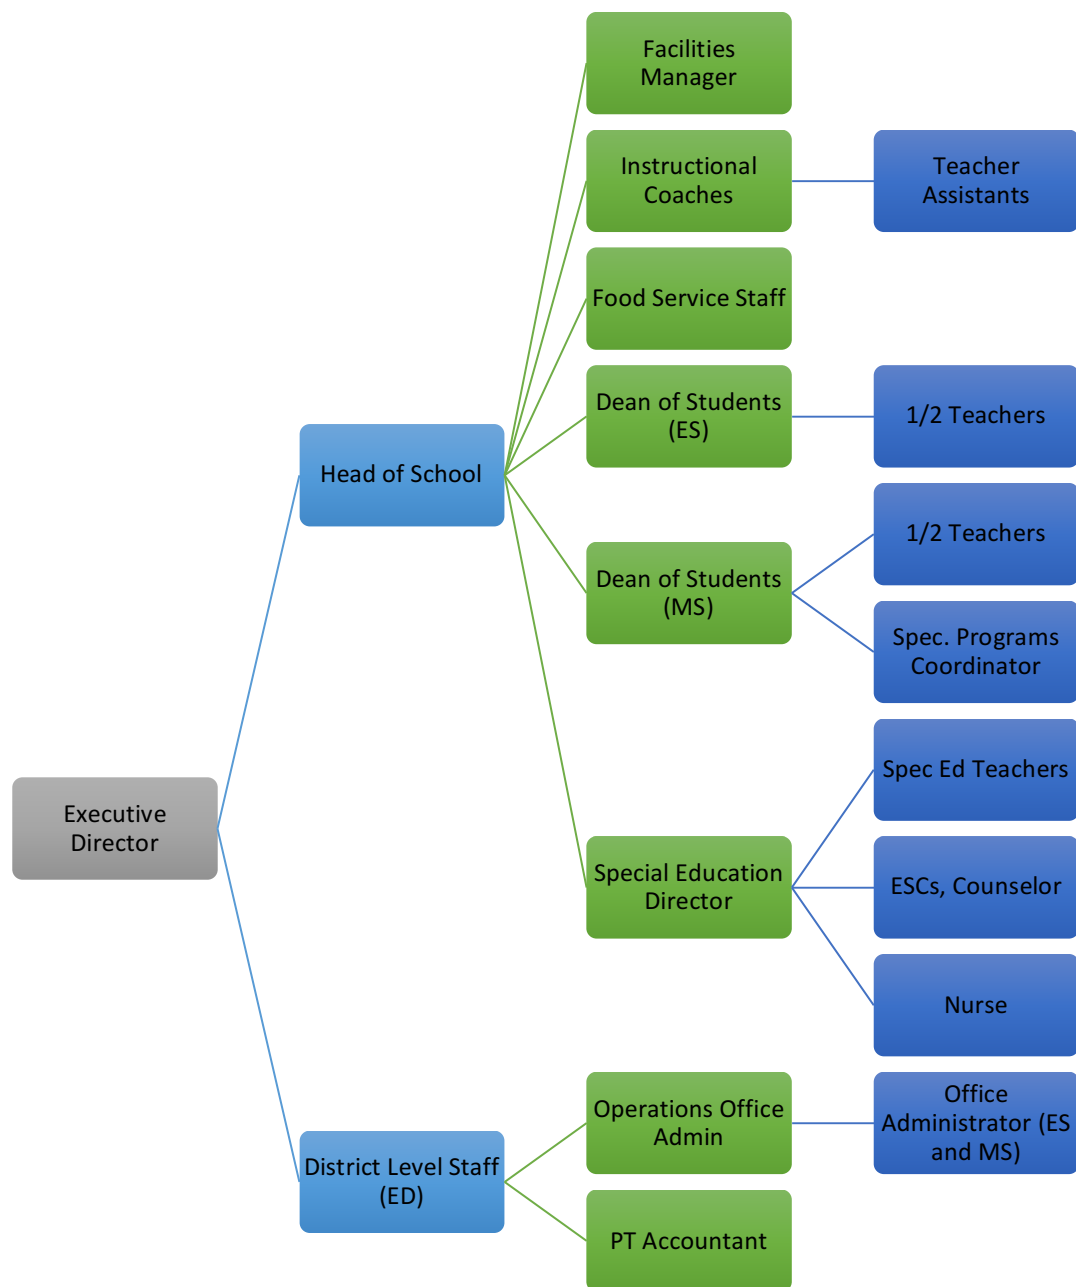 Facilities
Manager
Instructional
Coaches
Teacher
Assistants
Food Service Staff
Dean of Students
(ES)
1/2 Teachers
Head of School
Dean of Students
(MS)
1/2 Teachers
Spec. Programs
Coordinator
Executive
Director
Special Education
Director
Spec Ed Teachers
ESCs, Counselor
Nurse
District Level Staff
(ED)
Operations Office
Admin
Office
Administrator (ES
and MS)
PT Accountant